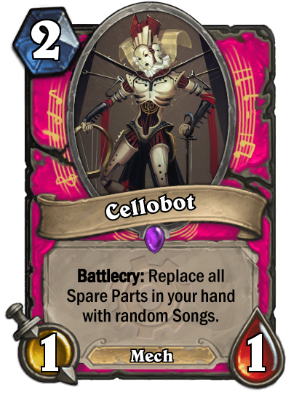 2
Cellobot
Battlecry: Replace all
Spare Parts in your hand
with random Songs.
1
Mech
1